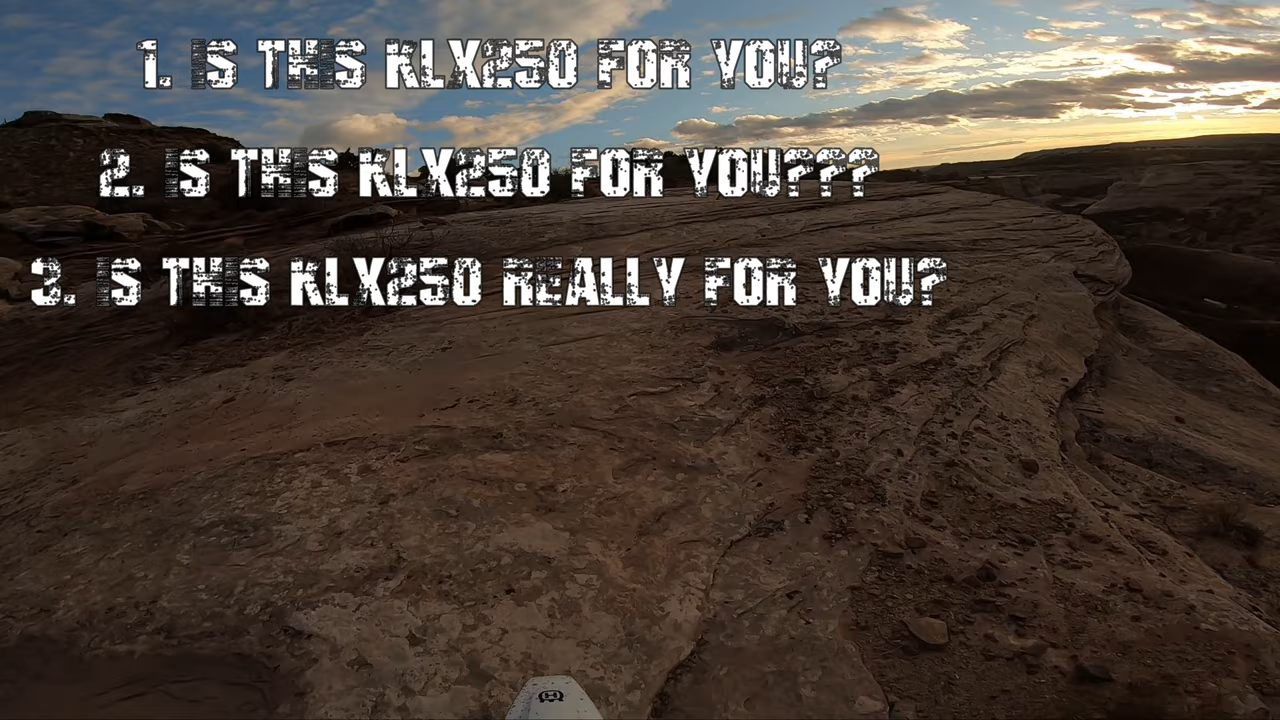 1. IS THIS KLX250 FOR YOU?
2. IS THIS KLX250 FOR YOU???
3. IS THIS KLX250 REALLY FOR YOU?